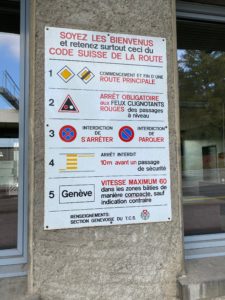 SOYEZ LES BIENVENUS
et retenez surtout ceci du
CODE SUISSE DE LA ROUTE
1 COMMENCEMENT ET FIN D'UNE
ROUTE PRINCIPALE
2 ARRÊT OBLIGATOIRE
aux FEUX CLIGNOTANTS
ROUGES des passages
à niveau
3 INTERDICTION DE INTERDICTION DE
S'ARRÊTER PARQUER
4 ARRÊT INTERDIT
10m avant un passage
de sécurité
5 Genève VITESSE MAXIMUM 60
dans les zones bâties de
manière compacte, sauf
indication contraire
RENSEIGNEMENTS:
SECTION GENEVOISE DU T.C.S.